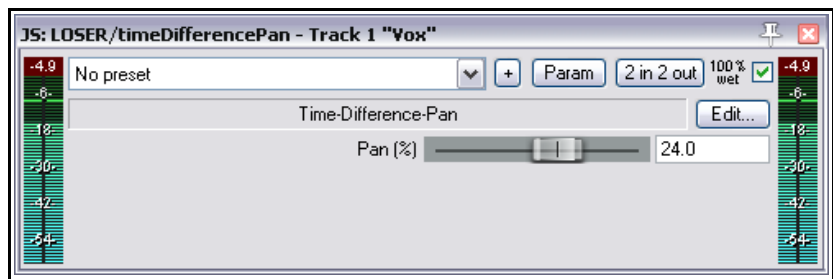 JS: LOSER/timeDifferencePan - Track 1 "Vox"
-4.9 No preset + Param 2 in 2 out 100 % wet -4.9
-6- -6-
Time-Difference-Pan Edit...
-18- -18-
Pan (%) 24.0
-30- -30-
-42- -42-
-54- -54-